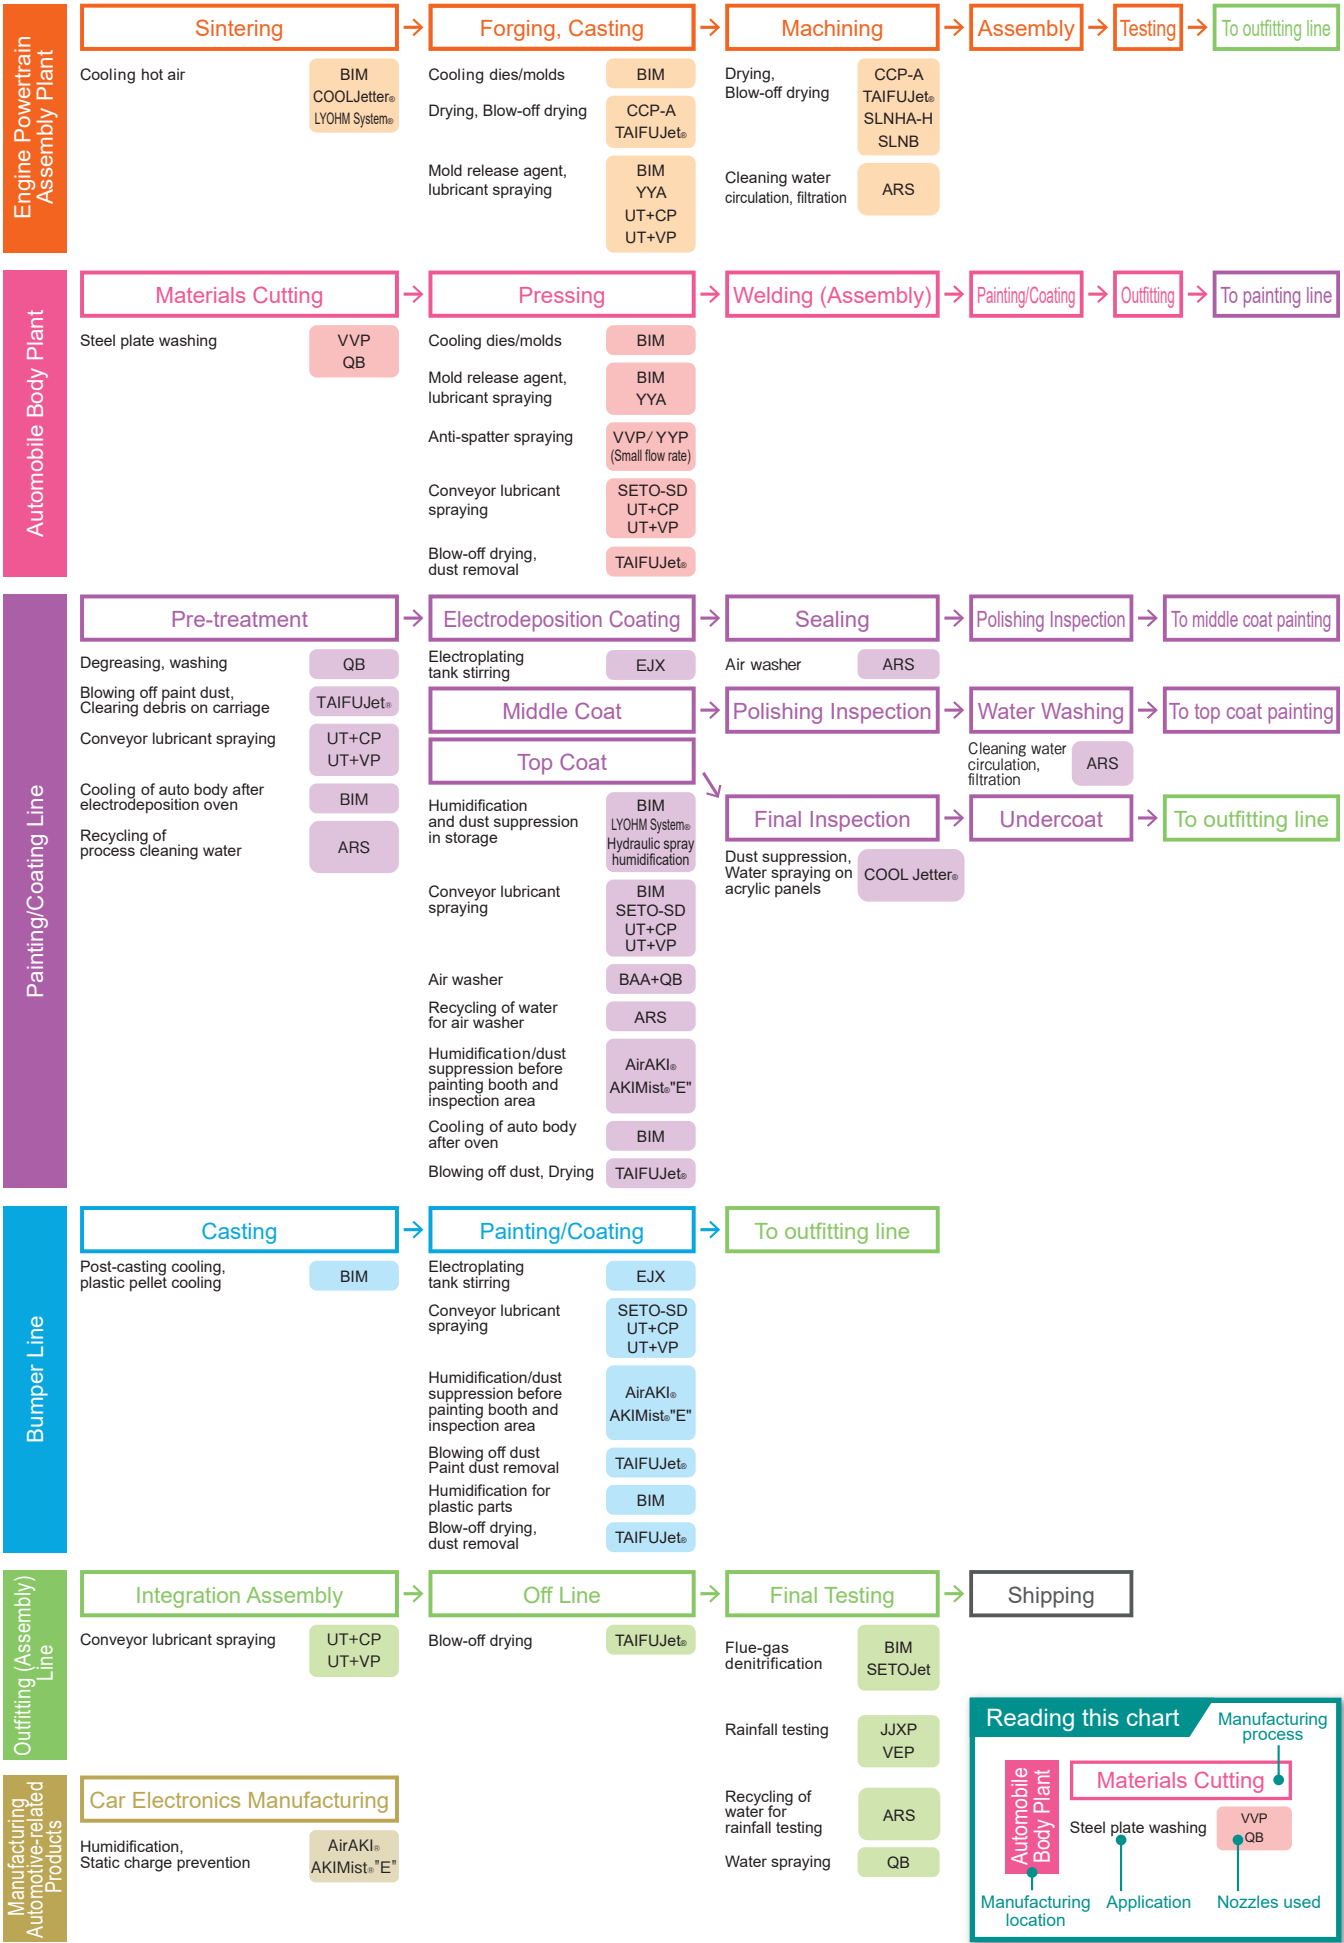 Engine Powertrain
Assembly Plant
Sintering
Forging, Casting
Machining
Assembly
Testing
To outfitting line
Cooling hot air
BIM
COOLJetter®
LYOHM System®
Cooling dies/molds
BIM
Drying, Blow-off drying
CCP-A
TAIFUJet®
Mold release agent,
lubricant spraying
BIM
YYA
UT+CP
UT+VP
Drying,
Blow-off drying
CCP-A
TAIFUJet®
SLNHA-H
SLNB
Cleaning water
circulation, filtration
ARS
Automobile Body Plant
Materials Cutting
Pressing
Welding (Assembly)
Painting/Coating
Outfitting
To painting line
Steel plate washing
VVP
QB
Cooling dies/molds
BIM
Mold release agent,
lubricant spraying
BIM
YYA
Anti-spatter spraying
VVP/YYP
(Small flow rate)
Conveyor lubricant
spraying
SETO-SD
UT+CP
UT+VP
Blow-off drying,
dust removal
TAIFUJet®
Painting/Coating Line
Pre-treatment
Electrodeposition Coating
Sealing
Polishing Inspection
To middle coat painting
Degreasing, washing
QB
Blowing off paint dust,
Clearing debris on carriage
TAIFUJet®
Conveyor lubricant spraying
UT+CP
UT+VP
Cooling of auto body after
electrodeposition oven
BIM
Recycling of
process cleaning water
ARS
Electroplating
tank stirring
EJX
Air washer
ARS
Middle Coat
Polishing Inspection
Water Washing
To top coat painting
Cleaning water
circulation,
filtration
ARS
Top Coat
Final Inspection
Undercoat
To outfitting line
Humidification
and dust suppression
in storage
BIM
LYOHM System®
Hydraulic spray
humidification
Conveyor lubricant
spraying
BIM
SETO-SD
UT+CP
UT+VP
Air washer
BAA+QB
Recycling of water
for air washer
ARS
Humidification/dust
suppression before
painting booth and
inspection area
AirAKI®
AKIMist®"E"
Cooling of auto body
after oven
BIM
Blowing off dust, Drying
TAIFUJet®
Dust suppression,
Water spraying on
acrylic panels
COOL Jetter®
Bumper Line
Casting
Painting/Coating
To outfitting line
Post-casting cooling,
plastic pellet cooling
BIM
Electroplating
tank stirring
EJX
Conveyor lubricant
spraying
SETO-SD
UT+CP
UT+VP
Humidification/dust
suppression before
painting booth and
inspection area
AirAKI®
AKIMist®"E"
Blowing off dust
Paint dust removal
TAIFUJet®
Humidification for
plastic parts
BIM
Blow-off drying,
dust removal
TAIFUJet®
Outfitting (Assembly)
Line
Integration Assembly
Off Line
Final Testing
Shipping
Conveyor lubricant spraying
UT+CP
UT+VP
Blow-off drying
TAIFUJet®
Flue-gas
denitrification
BIM
SETOJet
Rainfall testing
JJXP
VEP
Recycling of
water for
rainfall testing
ARS
Water spraying
QB
Manufacturing
Automotive-related
Products
Car Electronics Manufacturing
Humidification,
Static charge prevention
AirAKI®
AKIMist®"E"
Reading this chart
Manufacturing
process
Automobile
Body Plant
Materials Cutting
Steel plate washing
VVP
QB
Manufacturing
location
Application
Nozzles used